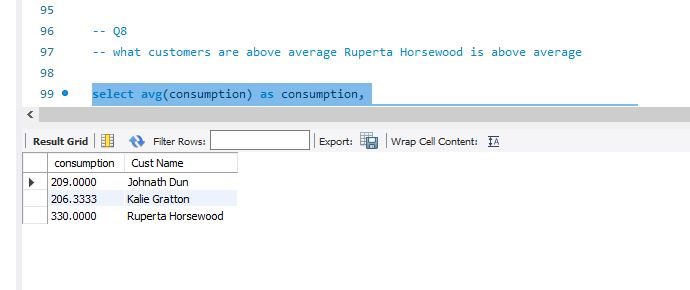 95
96 -- Q8
97 -- what customers are above average Ruperta Horsewood is above average
98
99 select avg(consumption) as consumption,
Result Grid Filter Rows: Export: Wrap Cell Content:
consumption Cust Name
209.0000 Johnath Dun
206.3333 Kalie Gratton
330.0000 Ruperta Horsewood